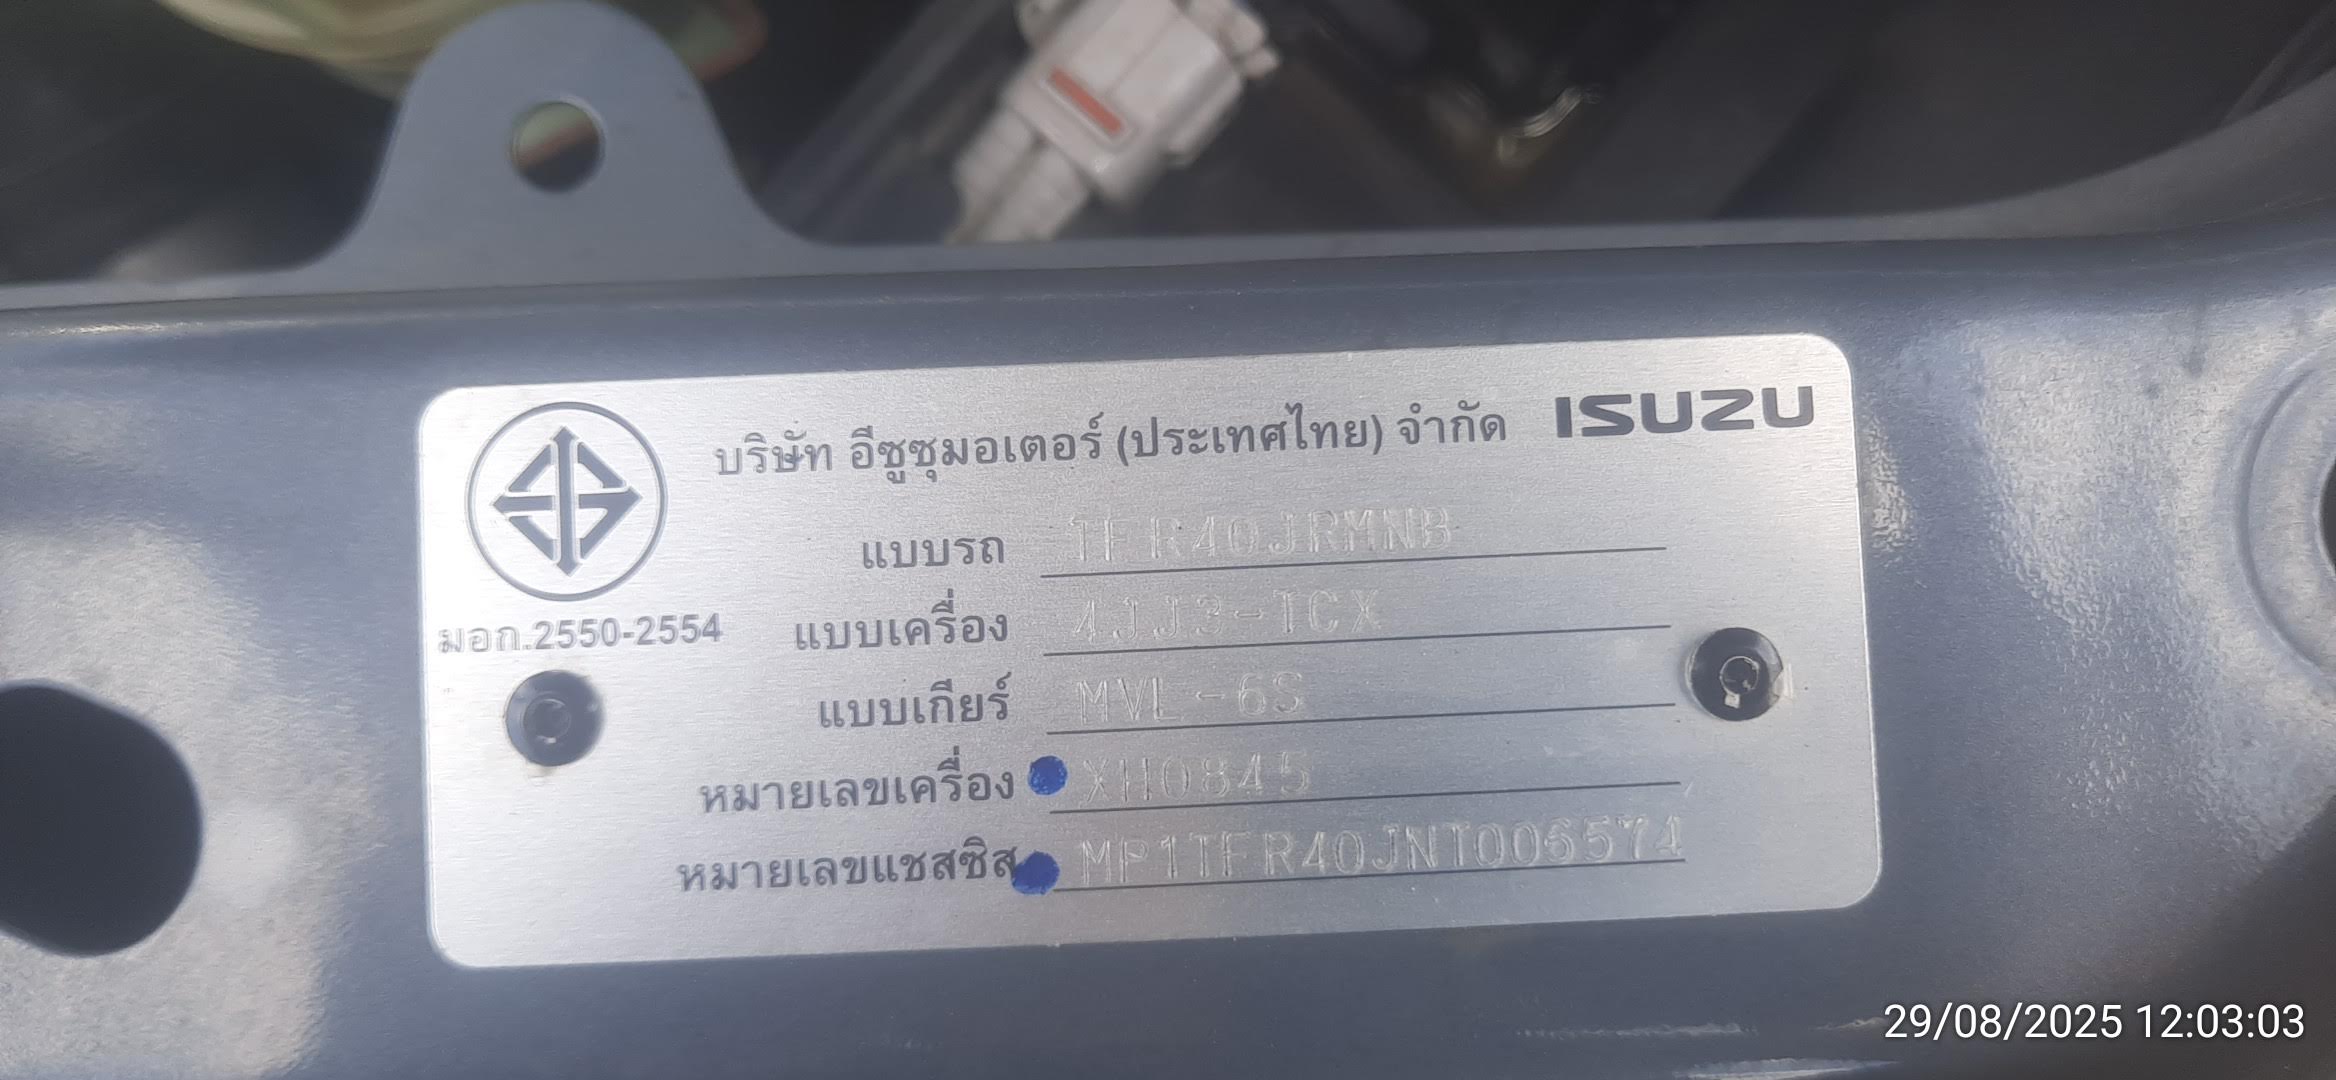 บริษัท อีซูซุมอเตอร์ (ประเทศไทย) จำกัด ISUZU
แบบรถ TFR40JRMNB
มอก.2550-2554
แบบเครื่อง 4JJ3-TCX
แบบเกียร์ MVL-6S
หมายเลขเครื่อง XH0845
หมายเลขแชสซิส MP1TFR40JNT006574
29/08/2025 12:03:03